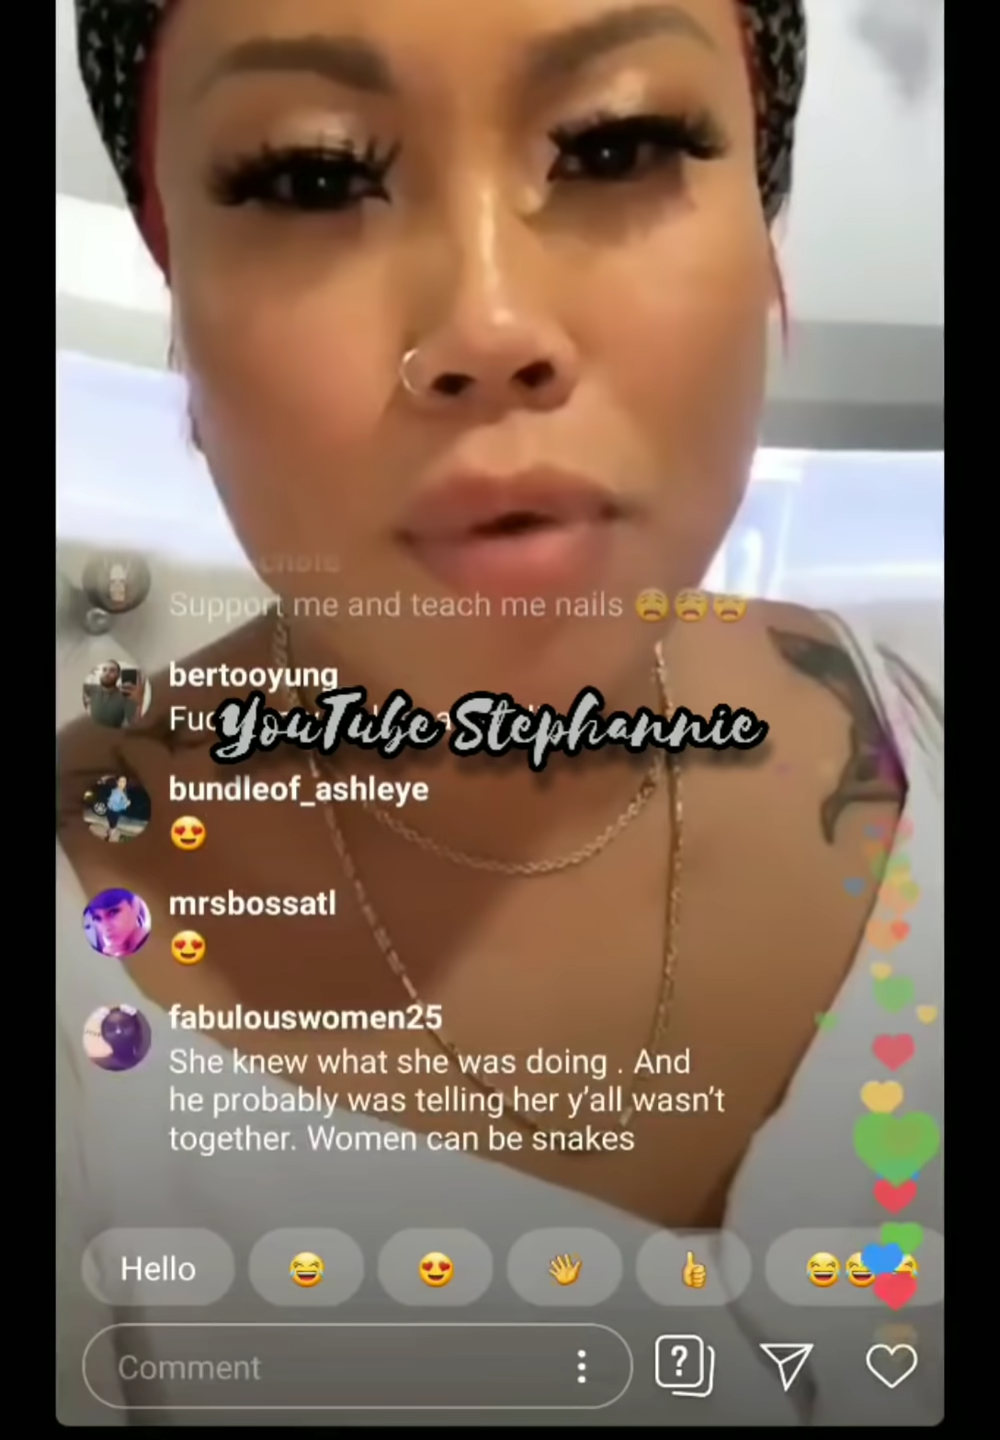 Support me and teach me nails 😩😩😩
bertooyung
YouTube Stephannie
bundleof_ashleye
😍
mrsbossatl
😍
fabulouswomen25
She knew what she was doing . And
he probably was telling her y’all wasn’t
together. Women can be snakes
Hello 😂 😍 👋 👍 😂😂😂
Comment